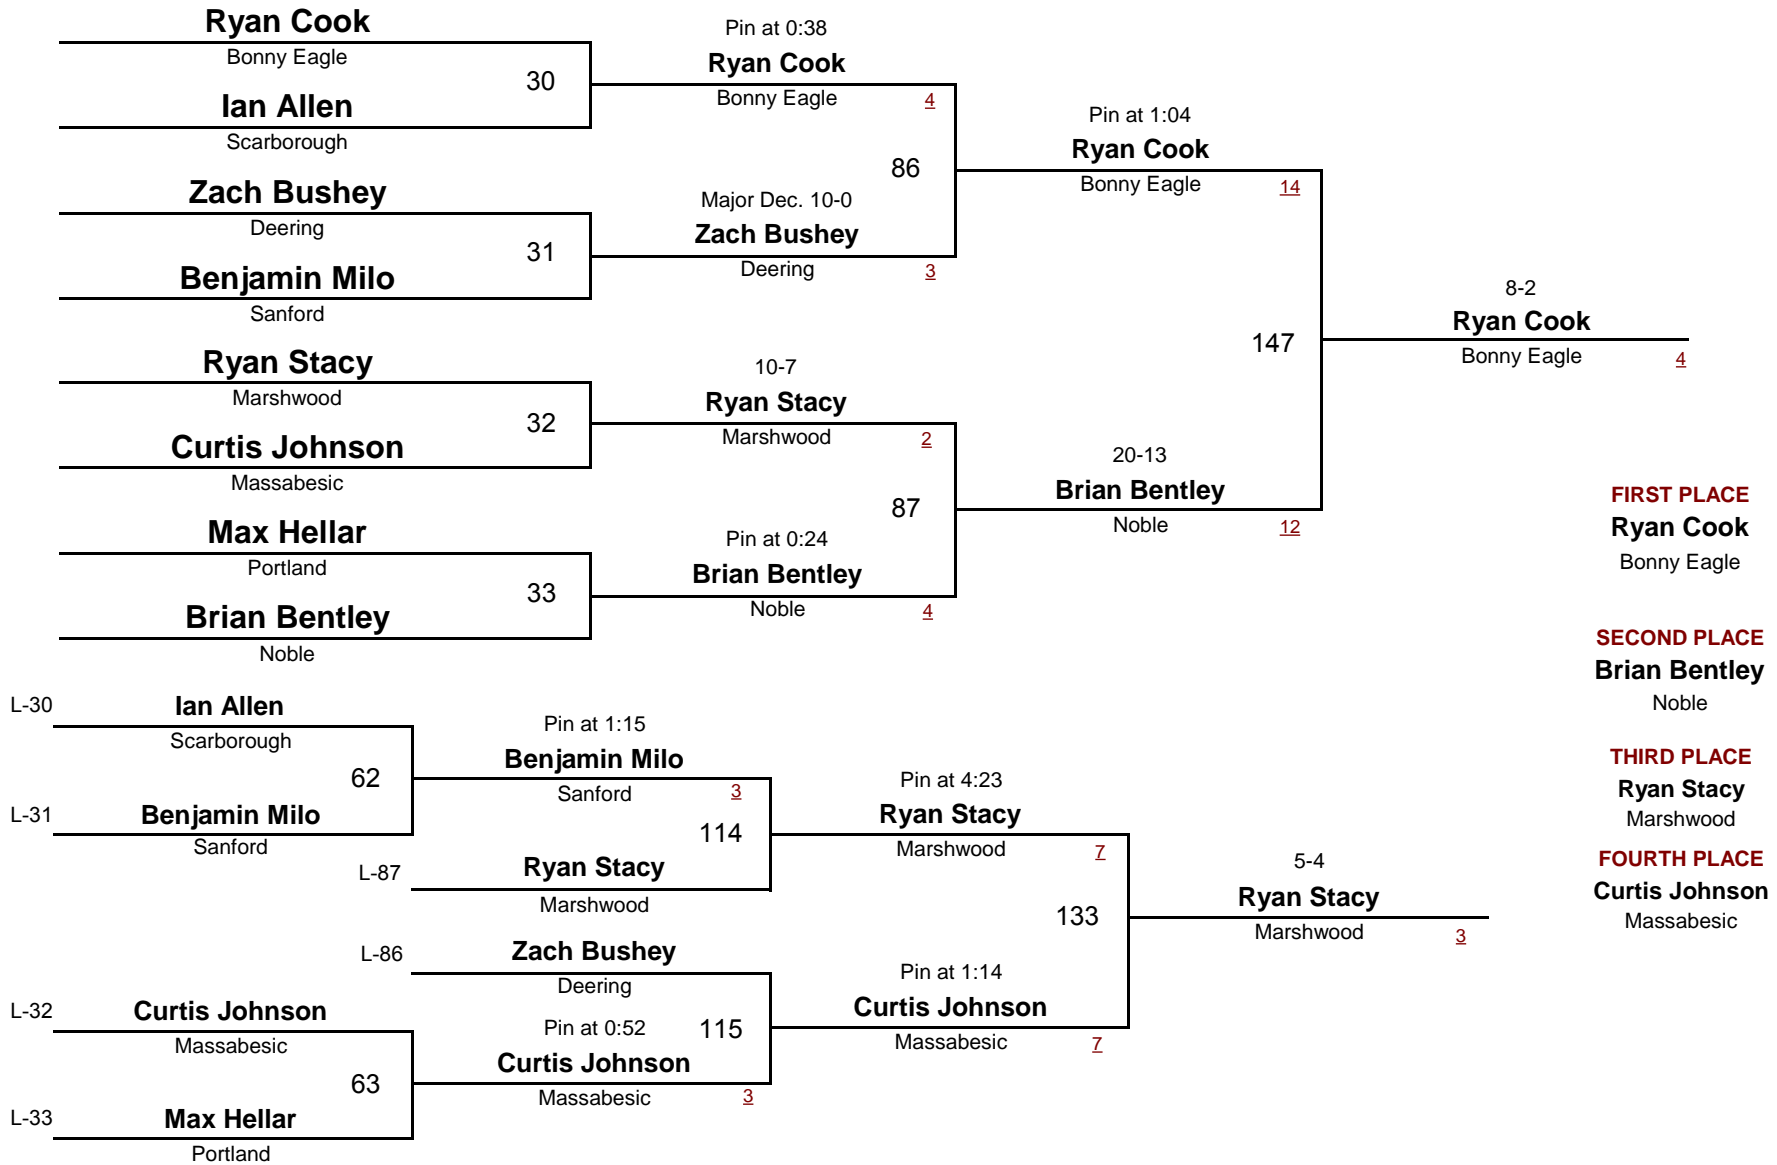 Ryan Cook
Bonny Eagle
30
Ian Allen
Scarborough
Zach Bushey
Deering
31
Benjamin Milo
Sanford
Ryan Stacy
Marshwood
32
Curtis Johnson
Massabesic
Max Hellar
Portland
33
Brian Bentley
Noble
Pin at 0:38
Ryan Cook
Bonny Eagle
4
86
Major Dec. 10-0
Zach Bushey
Deering
3
10-7
Ryan Stacy
Marshwood
2
87
Pin at 0:24
Brian Bentley
Noble
4
Pin at 1:04
Ryan Cook
Bonny Eagle
14
147
20-13
Brian Bentley
Noble
12
8-2
Ryan Cook
Bonny Eagle
4
FIRST PLACE
Ryan Cook
Bonny Eagle
SECOND PLACE
Brian Bentley
Noble
THIRD PLACE
Ryan Stacy
Marshwood
FOURTH PLACE
Curtis Johnson
Massabesic
L-30
Ian Allen
Scarborough
62
L-31
Benjamin Milo
Sanford
Pin at 1:15
Benjamin Milo
Sanford
3
114
L-87
Ryan Stacy
Marshwood
L-86
Zach Bushey
Deering
L-32
Curtis Johnson
Massabesic
63
L-33
Max Hellar
Portland
Pin at 0:52
115
Curtis Johnson
Massabesic
3
Pin at 4:23
Ryan Stacy
Marshwood
7
133
Pin at 1:14
Curtis Johnson
Massabesic
7
5-4
Ryan Stacy
Marshwood
3